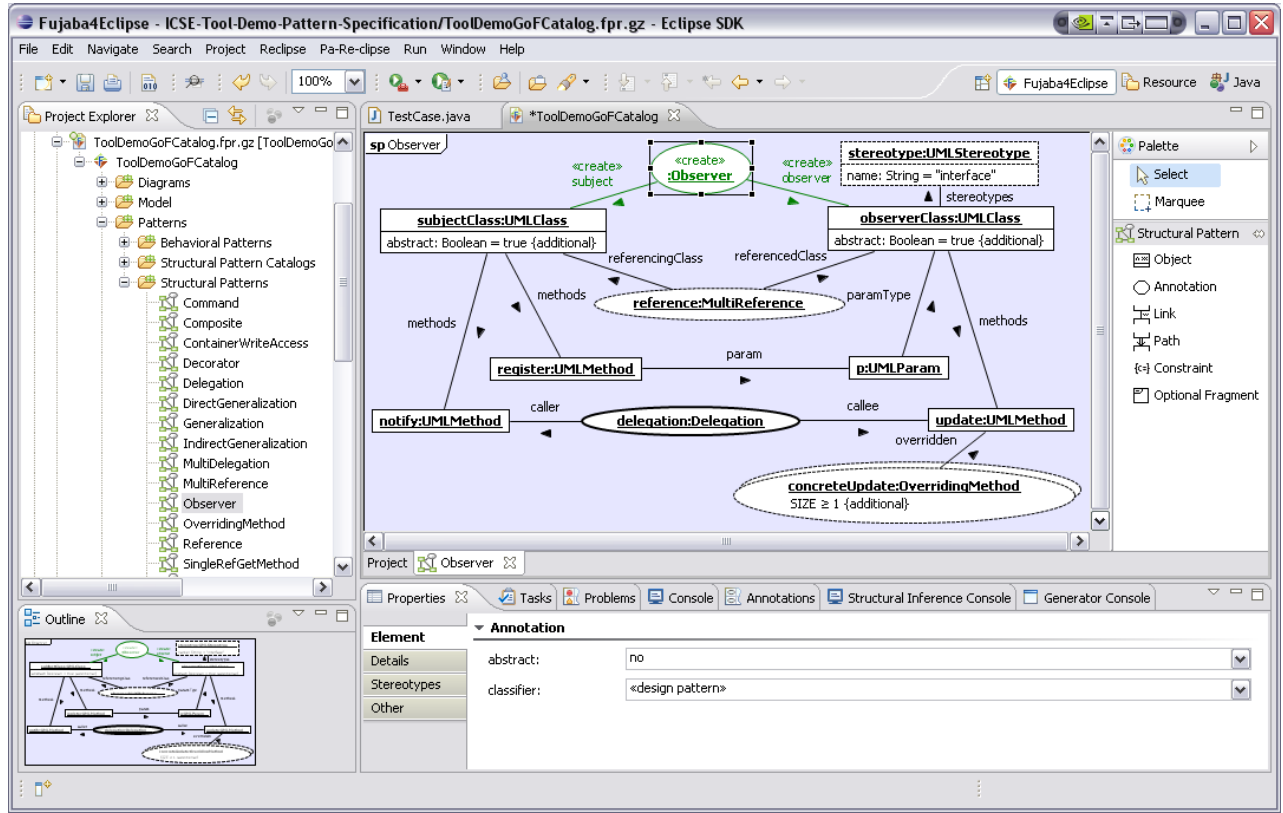 Fujaba4Eclipse - ICSE-Tool-Demo-Pattern-Specification/ToolDemoGoFCatalog.fpr.gz - Eclipse SDK
File Edit Navigate Search Project Reclipse Pa-Re-clipse Run Window Help
100%
Fujaba4Eclipse
Resource
Java
Project Explorer
ToolDemoGoFCatalog.fpr.gz [ToolDemoGo
ToolDemoGoFCatalog
Diagrams
Model
Patterns
Behavioral Patterns
Structural Pattern Catalogs
Structural Patterns
Command
Composite
ContainerWriteAccess
Decorator
Delegation
DirectGeneralization
Generalization
IndirectGeneralization
MultiDelegation
MultiReference
Observer
OverridingMethod
Reference
SingleRefGetMethod
TestCase.java
*ToolDemoGoFCatalog
sp Observer
«create»
subject
«create»
:Observer
«create»
observer
stereotype:UMLStereotype
name: String = "interface"
stereotypes
subjectClass:UMLClass
abstract: Boolean = true {additional}
observerClass:UMLClass
abstract: Boolean = true {additional}
referencingClass
referencedClass
methods
reference:MultiReference
paramType
methods
methods
register:UMLMethod
param
p:UMLParam
notify:UMLMethod
caller
delegation:Delegation
callee
update:UMLMethod
overridden
concreteUpdate:OverridingMethod
SIZE ≥ 1 {additional}
Palette
Select
Marquee
Structural Pattern
Object
Annotation
Link
Path
{c=} Constraint
Optional Fragment
Project
Observer
Outline
Properties
Tasks
Problems
Console
Annotations
Structural Inference Console
Generator Console
Element
Details
Stereotypes
Other
Annotation
abstract:
no
classifier:
«design pattern»